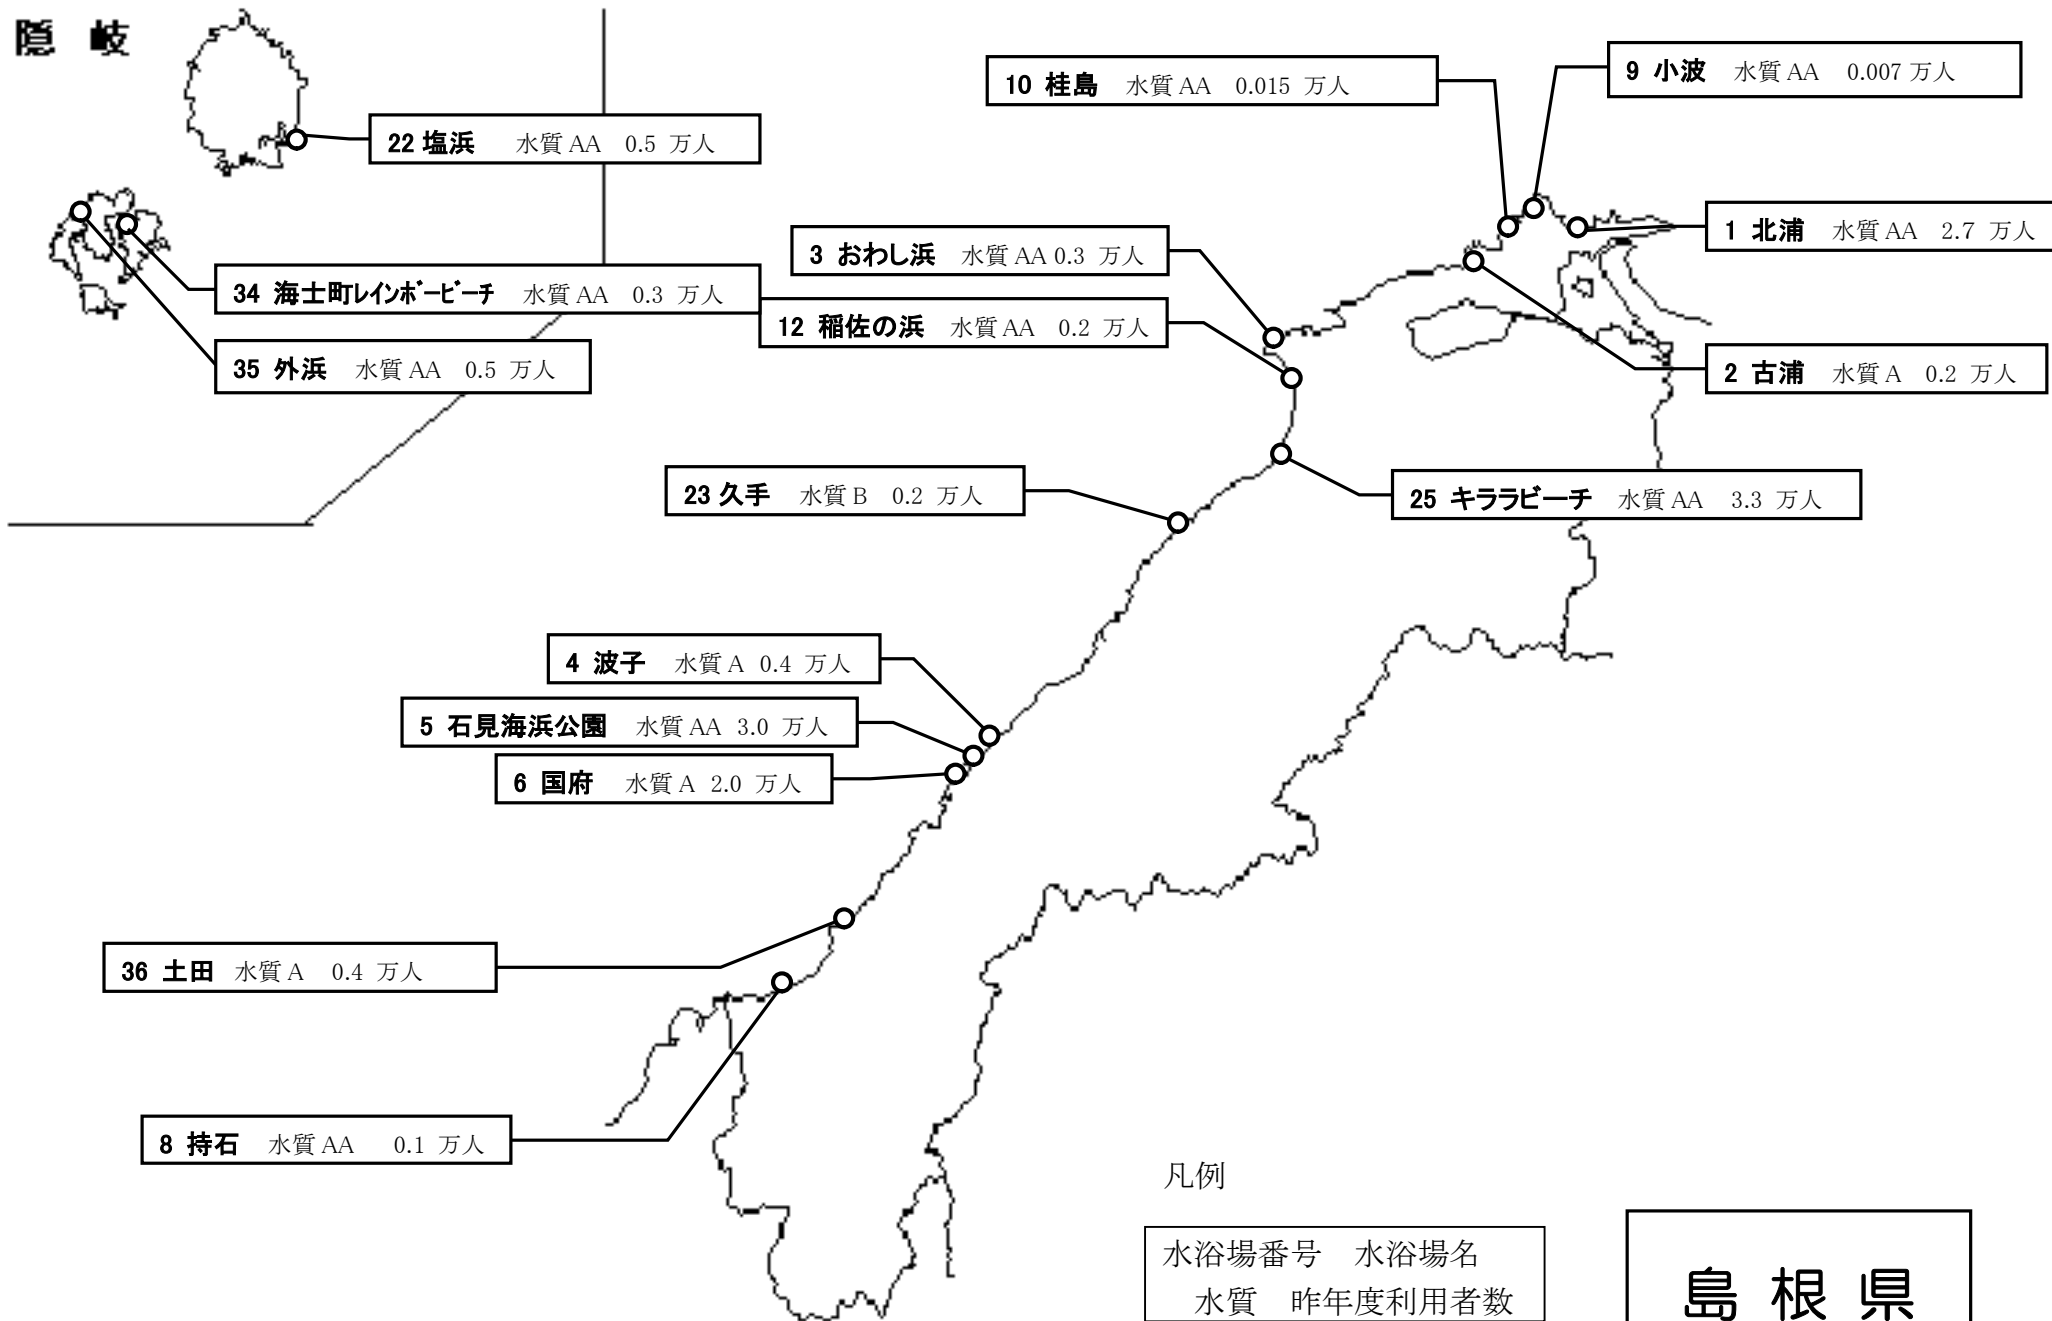 隠 岐
10 桂島 水質 AA 0.015 万人
9 小波 水質 AA 0.007 万人
22 塩浜 水質 AA 0.5 万人
1 北浦 水質 AA 2.7 万人
3 おわし浜 水質 AA 0.3 万人
34 海士町レインボービーチ 水質 AA 0.3 万人
12 稲佐の浜 水質 AA 0.2 万人
35 外浜 水質 AA 0.5 万人
2 古浦 水質 A 0.2 万人
23 久手 水質 B 0.2 万人
25 キララビーチ 水質 AA 3.3 万人
4 波子 水質 A 0.4 万人
5 石見海浜公園 水質 AA 3.0 万人
6 国府 水質 A 2.0 万人
36 土田 水質 A 0.4 万人
8 持石 水質 AA 0.1 万人
凡例
水浴場番号 水浴場名
水質 昨年度利用者数
島 根 県